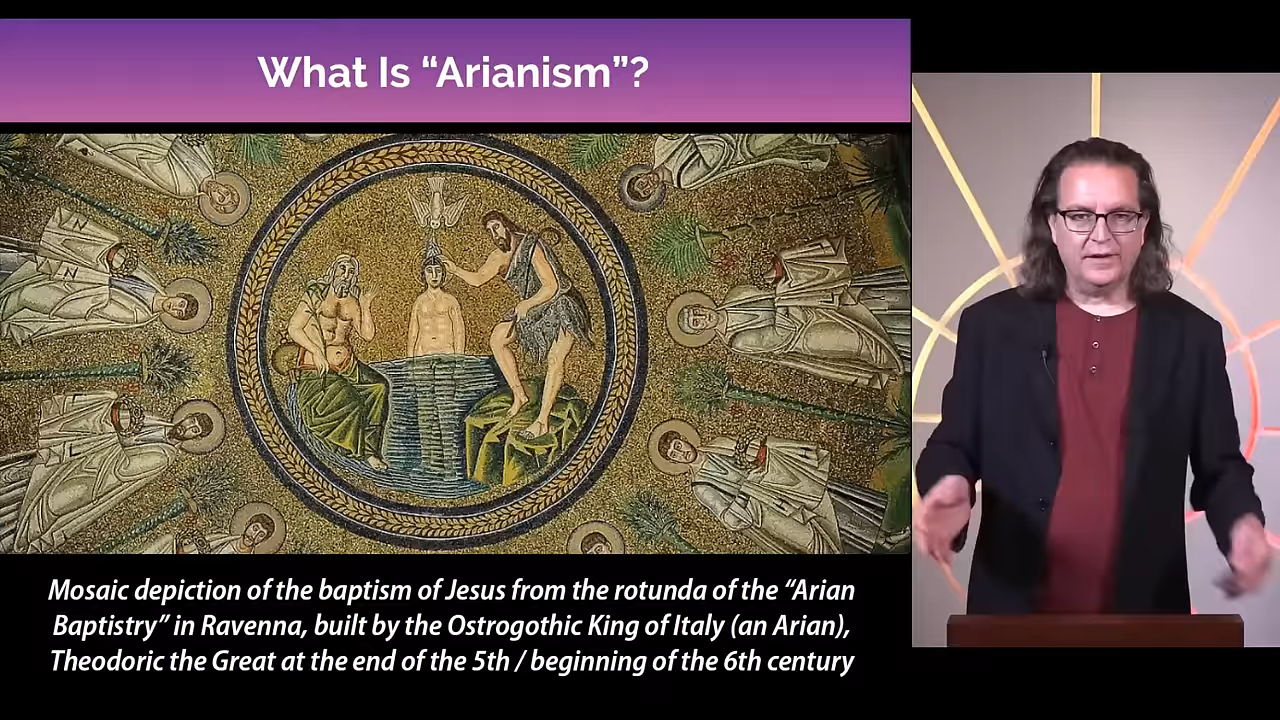 What Is “Arianism”?
Mosaic depiction of the baptism of Jesus from the rotunda of the “Arian
Baptistry” in Ravenna, built by the Ostrogothic King of Italy (an Arian),
Theodoric the Great at the end of the 5th / beginning of the 6th century